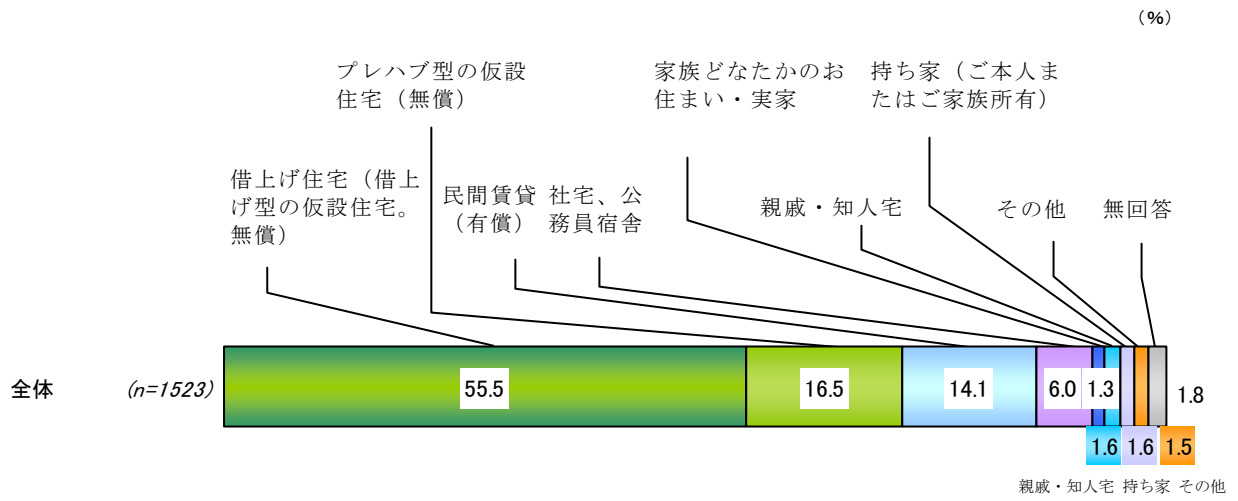 （%）
プレハブ型の仮設
住宅（無償）
家族どなたかのお
住まい・実家
持ち家（ご本人ま
たはご家族所有）
借上げ住宅（借上
げ型の仮設住宅。
無償）
民間賃貸
（有償）
社宅、公
務員宿舎
親戚・知人宅
その他
無回答
全体
(n=1523)
55.5
16.5
14.1
6.0
1.3
1.8
1.6
1.6
1.5
親戚・知人宅
持ち家
その他